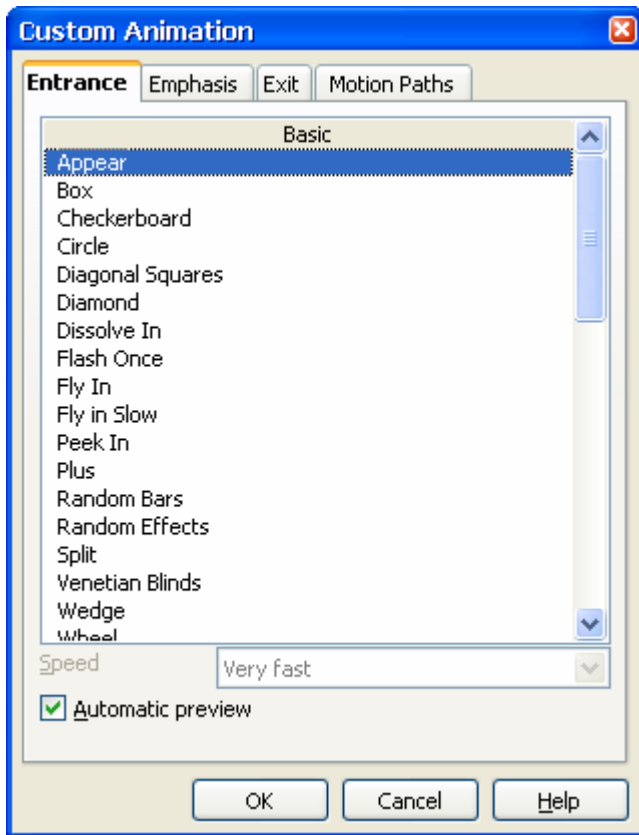 Custom Animation
Entrance Emphasis Exit Motion Paths
Basic
Appear
Box
Checkerboard
Circle
Diagonal Squares
Diamond
Dissolve In
Flash Once
Fly In
Fly in Slow
Peek In
Plus
Random Bars
Random Effects
Split
Venetian Blinds
Wedge
Wheel
Speed Very fast
Automatic preview
OK Cancel Help